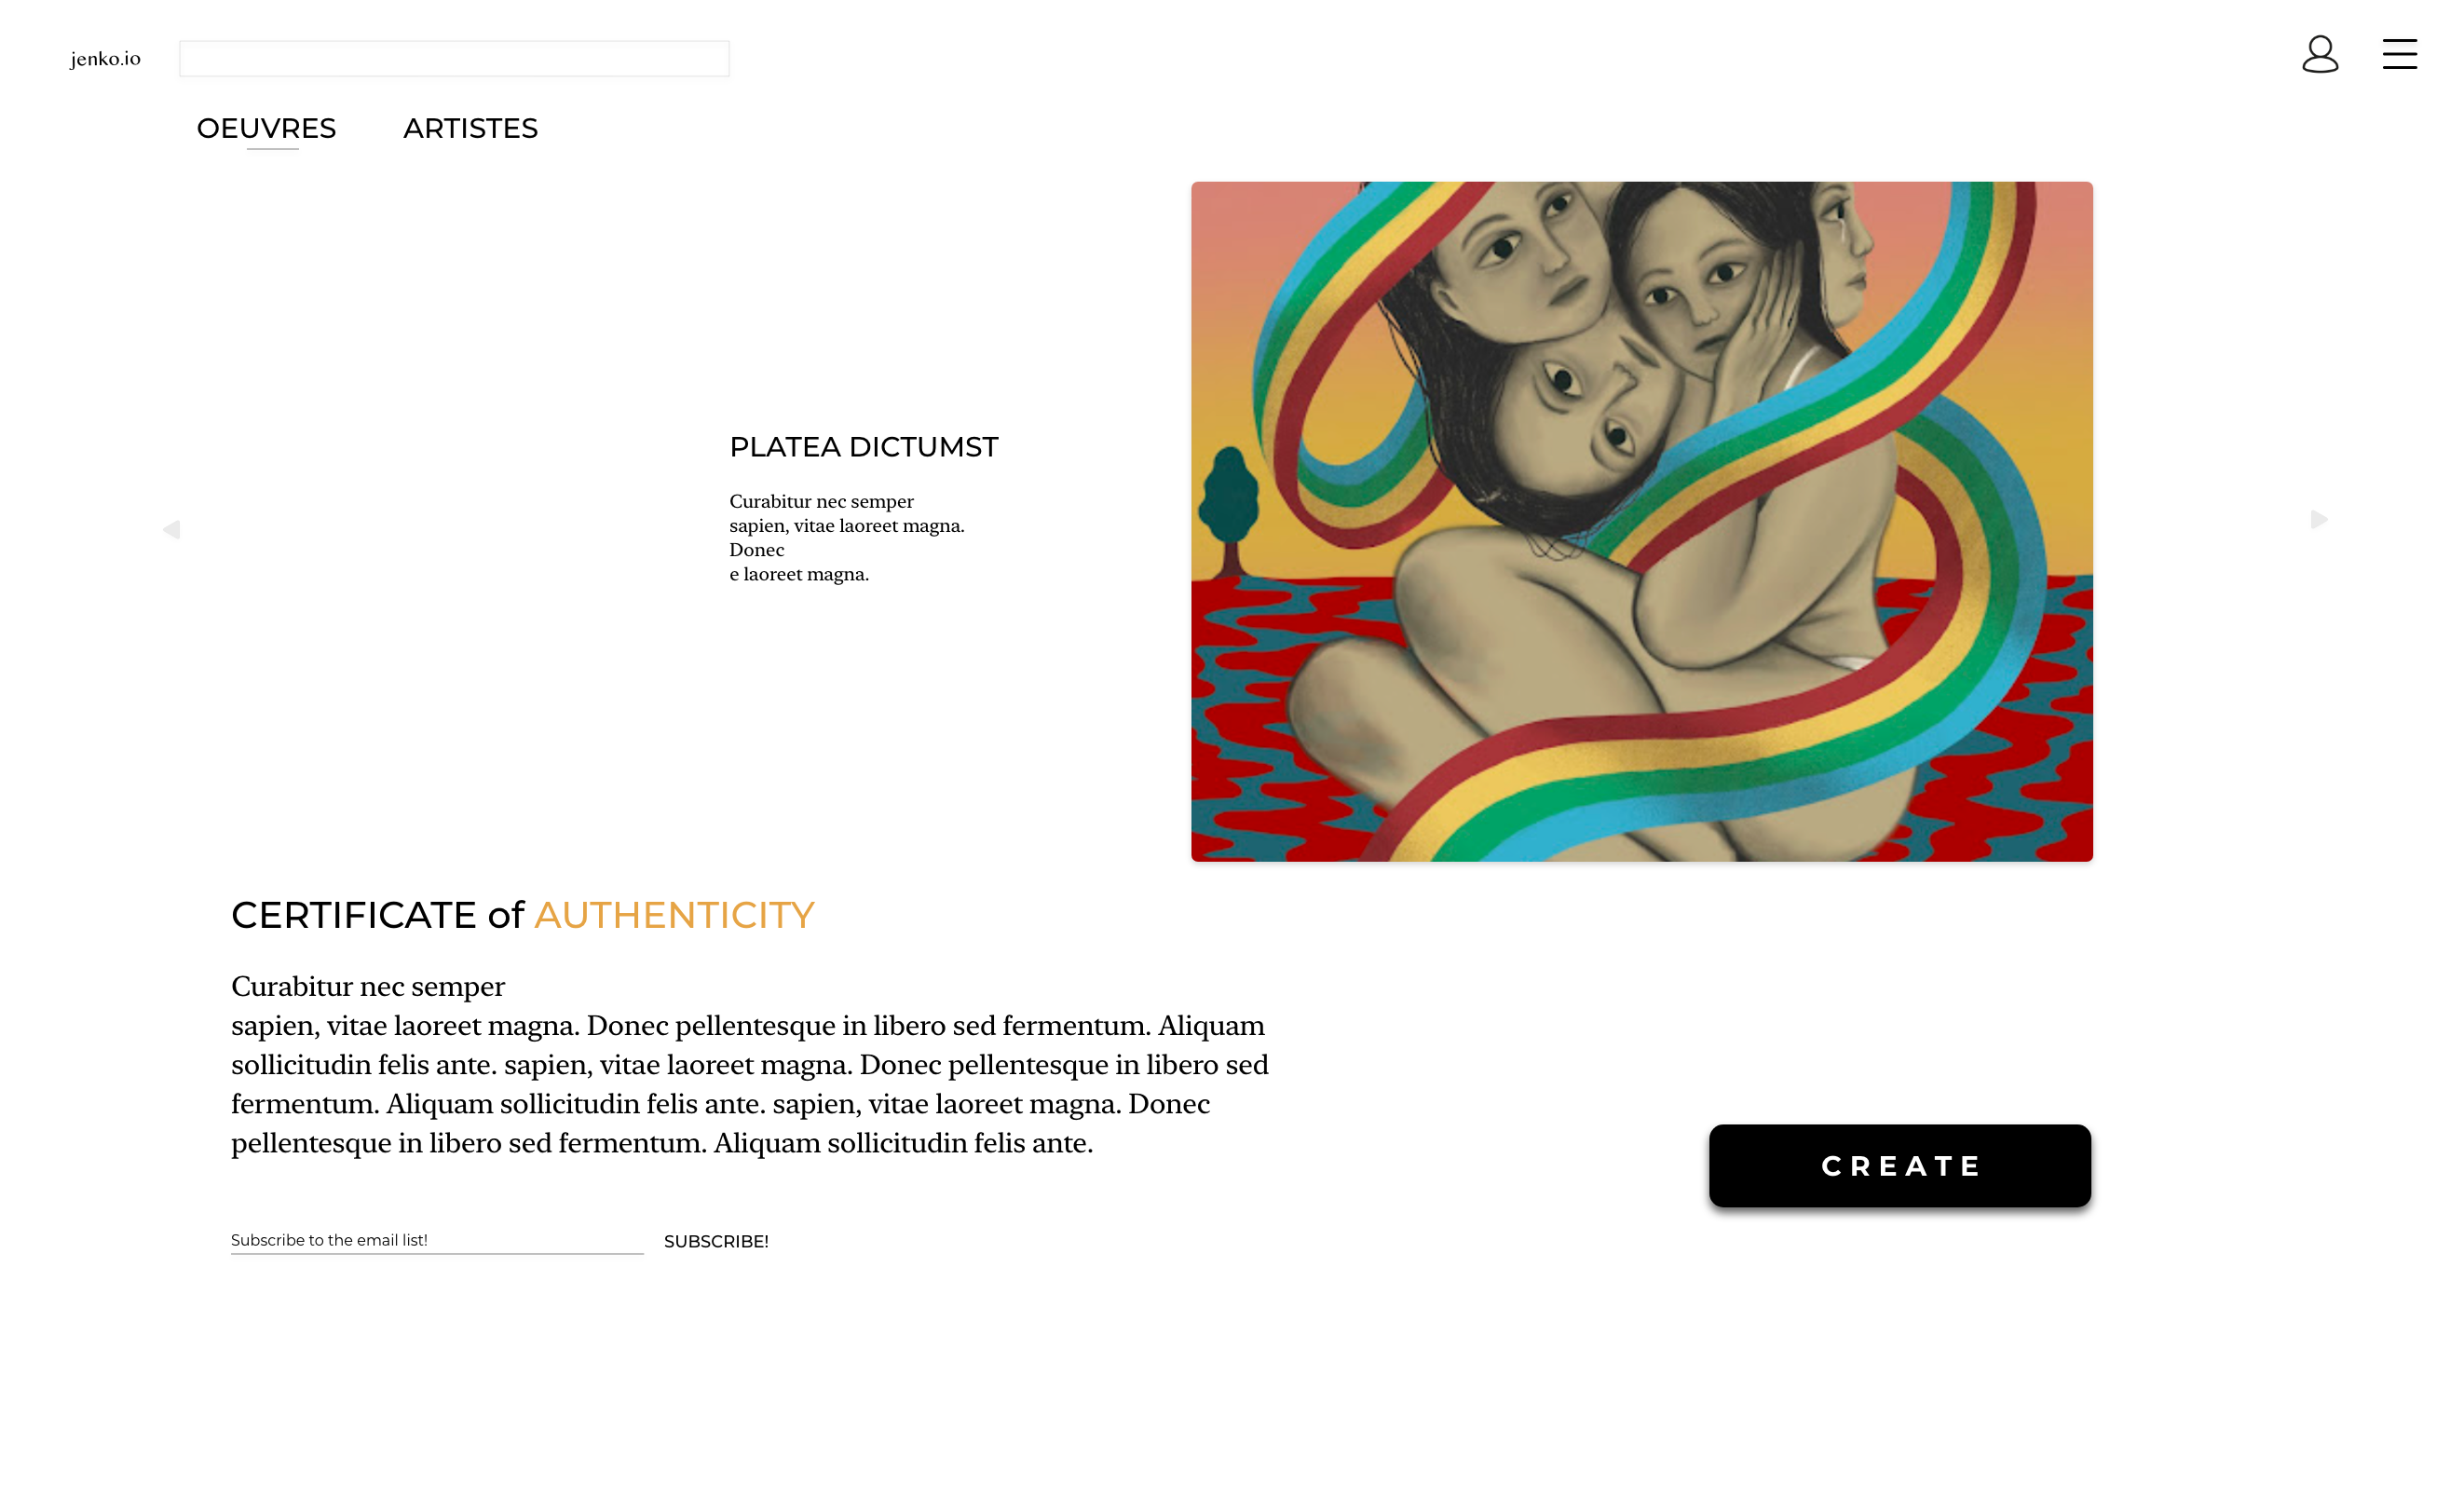 jenko.io
OEUVRES
ARTISTES
PLATEA DICTUMST
Curabitur nec semper
sapien, vitae laoreet magna.
Donec
e laoreet magna.
CERTIFICATE of AUTHENTICITY
Curabitur nec semper
sapien, vitae laoreet magna. Donec pellentesque in libero sed fermentum. Aliquam
sollicitudin felis ante. sapien, vitae laoreet magna. Donec pellentesque in libero sed
fermentum. Aliquam sollicitudin felis ante. sapien, vitae laoreet magna. Donec
pellentesque in libero sed fermentum. Aliquam sollicitudin felis ante.
CREATE
Subscribe to the email list!
SUBSCRIBE!